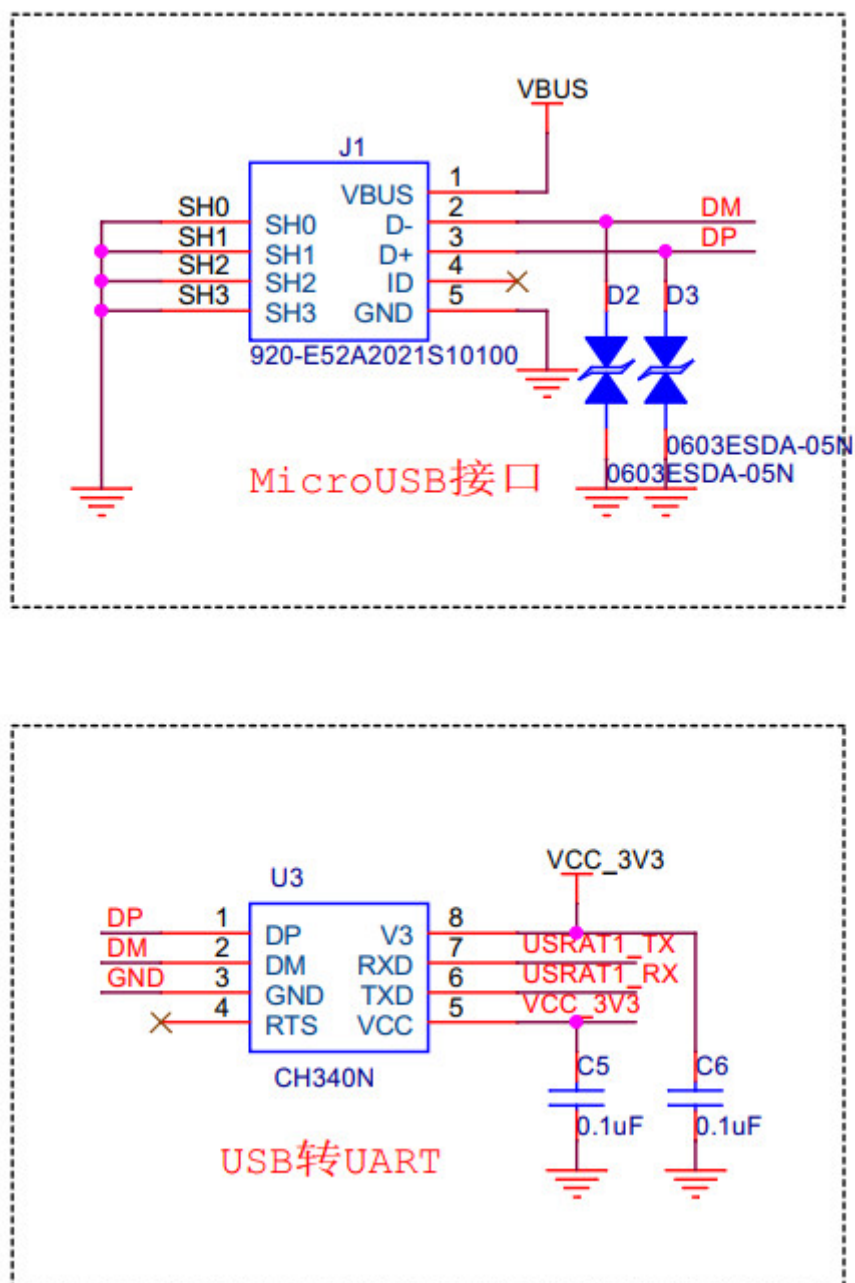 VBUS
J1
SH0 SH0 VBUS 1
SH1 SH1 D- 2 DM
SH2 SH2 D+ 3 DP
SH3 SH3 ID 4
GND 5
D2 D3
920-E52A2021S10100
0603ESDA-05N
0603ESDA-05N
MicroUSB接口
VCC_3V3
U3
DP 1 DP V3 8
DM 2 DM RXD 7 USRAT1_TX
GND 3 GND TXD 6 USRAT1_RX
4 RTS VCC 5 VCC_3V3
C5 C6
CH340N
0.1uF 0.1uF
USB转UART